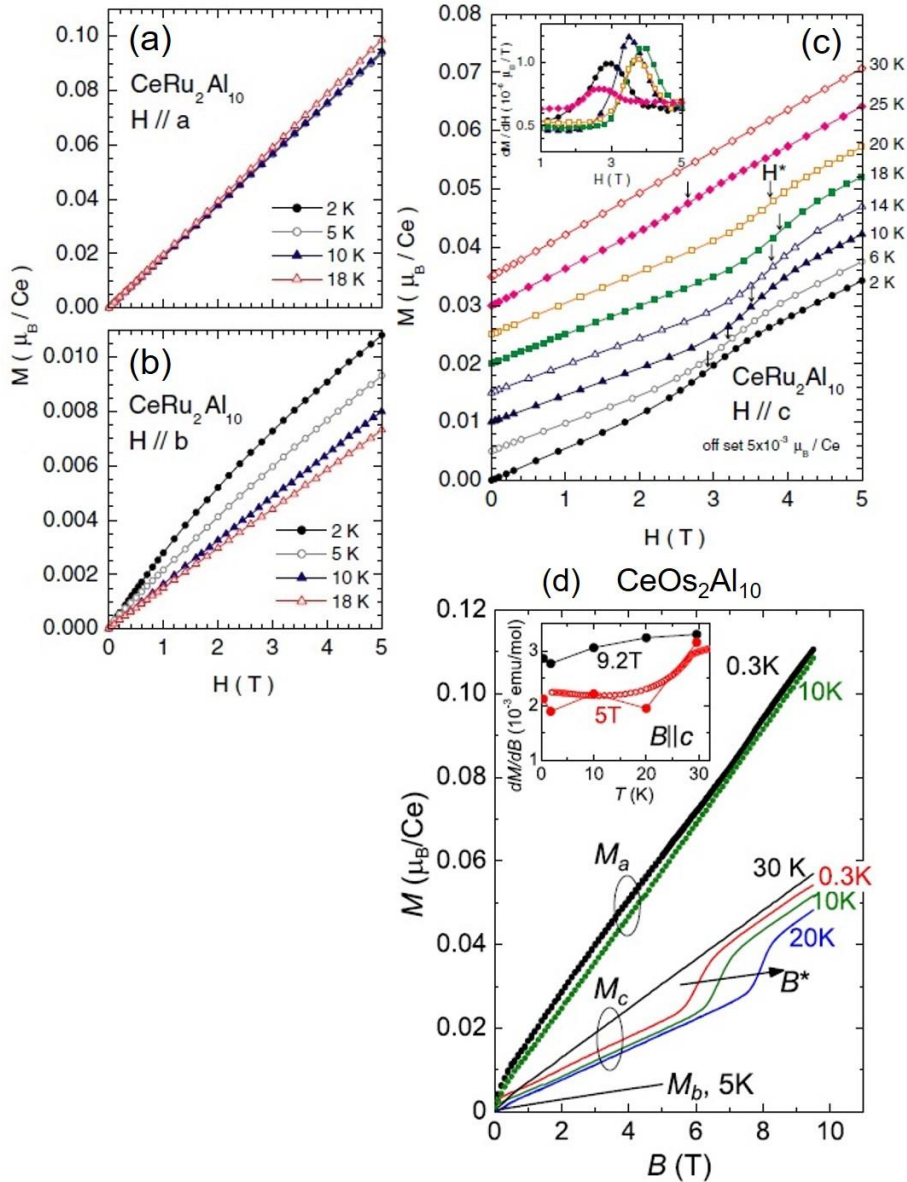 (a)
CeRu₂Al₁₀
H // a
2 K
5 K
10 K
18 K
0.10
0.08
0.06
0.04
0.02
0.00
(b)
CeRu₂Al₁₀
H // b
2 K
5 K
10 K
18 K
0.010
0.008
0.006
0.004
0.002
0.000
0 1 2 3 4 5
H ( T )
M ( μB / Ce )
(c)
0.08
0.07
0.06
0.05
0.04
0.03
0.02
0.01
0.00
M ( μB / Ce )
1.0
0.5
dM / dH (10⁻⁶ μB / T)
1 2 3 4 5
H ( T )
H*
30 K
25 K
20 K
18 K
14 K
10 K
6 K
2 K
CeRu₂Al₁₀
H // c
off set 5x10⁻³ μB / Ce
0 1 2 3 4 5
H ( T )
(d) CeOs₂Al₁₀
0.12
0.10
0.08
0.06
0.04
0.02
0
M (μB/Ce)
3
2
1
dM/dB (10⁻³ emu/mol)
9.2T
5T
B||c
0 10 20 30
T (K)
0.3K
10K
Ma
30 K
0.3K
10K
20K
B*
Mc
Mb, 5K
0 2 4 6 8 10
B (T)